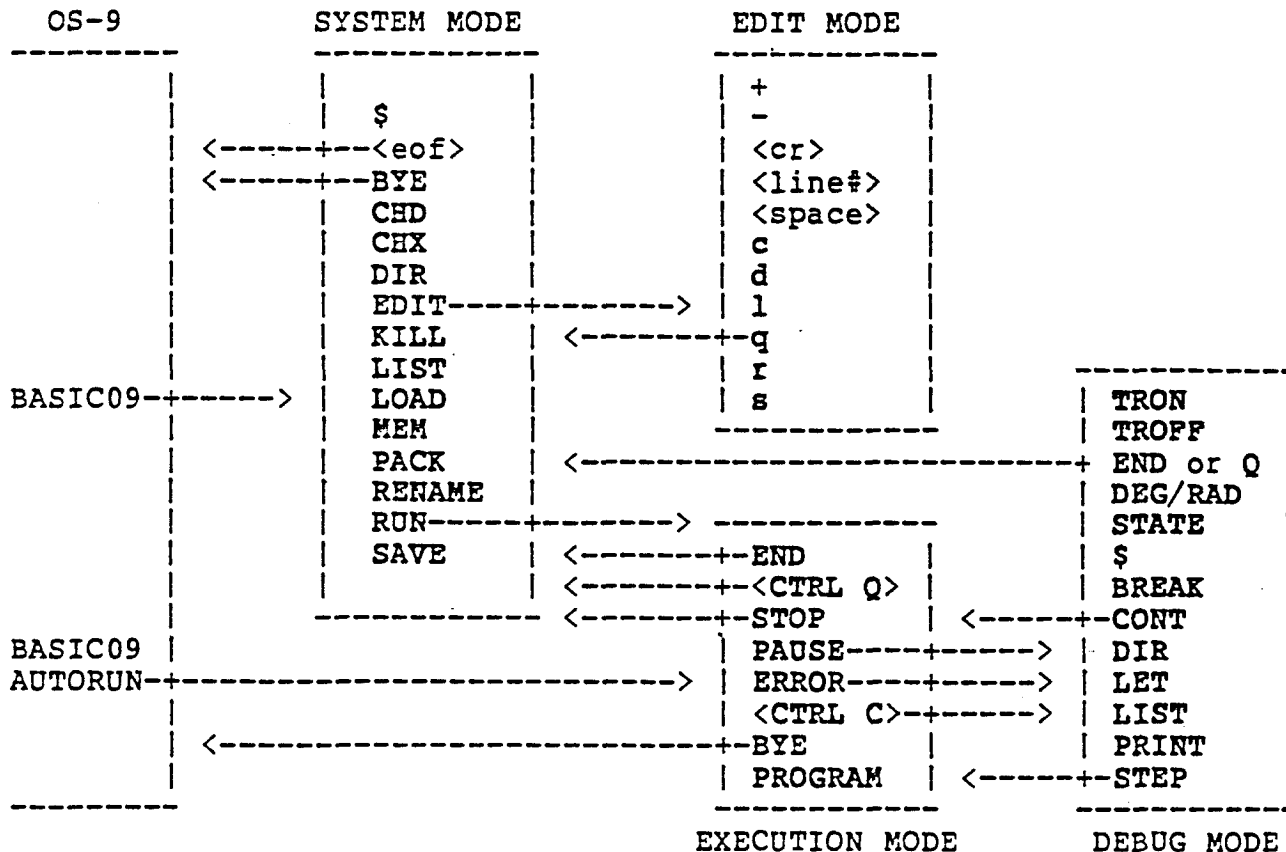 OS-9
BASIC09
BASIC09
AUTORUN
SYSTEM MODE
$
<eof>
BYE
CHD
CHX
DIR
EDIT
KILL
LIST
LOAD
MEM
PACK
RENAME
RUN
SAVE
EDIT MODE
+
-
<cr>
<line#>
<space>
c
d
l
q
r
s
END
<CTRL Q>
STOP
PAUSE
ERROR
<CTRL C>
BYE
PROGRAM
EXECUTION MODE
TRON
TROFF
END or Q
DEG/RAD
STATE
$
BREAK
CONT
DIR
LET
LIST
PRINT
STEP
DEBUG MODE